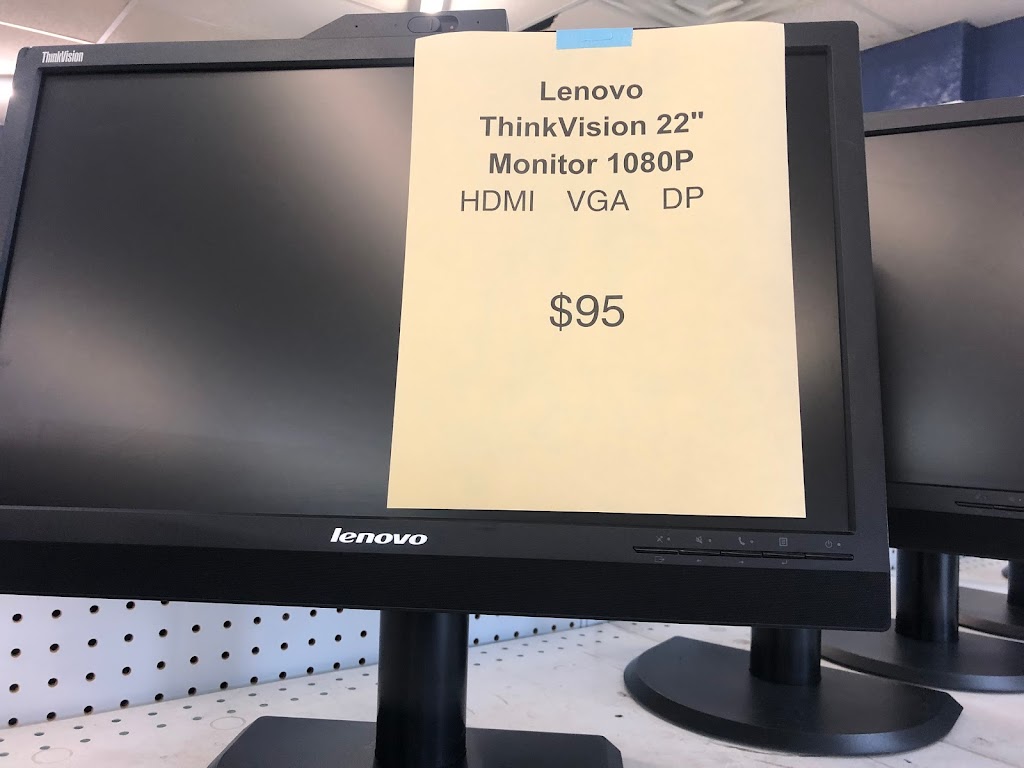 ThinkVision
Lenovo
ThinkVision 22"
Monitor 1080P
HDMI VGA DP
$95
lenovo